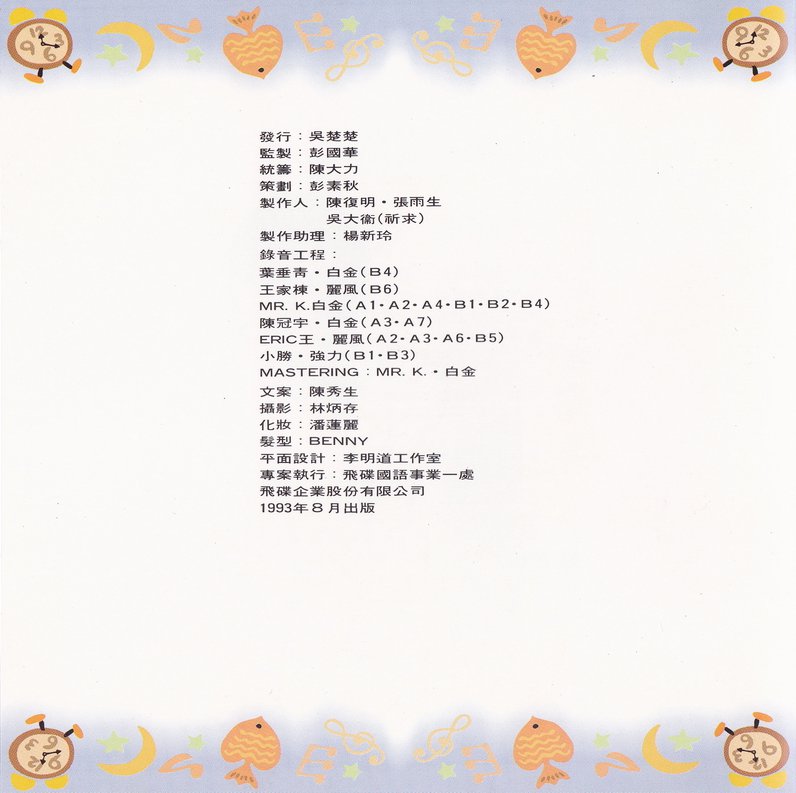 發行：吳楚楚
監製：彭國華
統籌：陳大力
策劃：彭素秋
製作人：陳復明・張雨生
吳大衞(祈求)
製作助理：楊新玲
錄音工程：
葉垂青・白金(B4)
王家棟・麗風(B6)
MR. K.白金(A1・A2・A4・B1・B2・B4)
陳冠宇・白金(A3・A7)
ERIC王・麗風(A2・A3・A6・B5)
小勝・強力(B1・B3)
MASTERING：MR. K.・白金
文案：陳秀生
攝影：林炳存
化妝：潘蓮麗
髮型：BENNY
平面設計：李明道工作室
專案執行：飛碟國語事業一處
飛碟企業股份有限公司
1993年8月出版